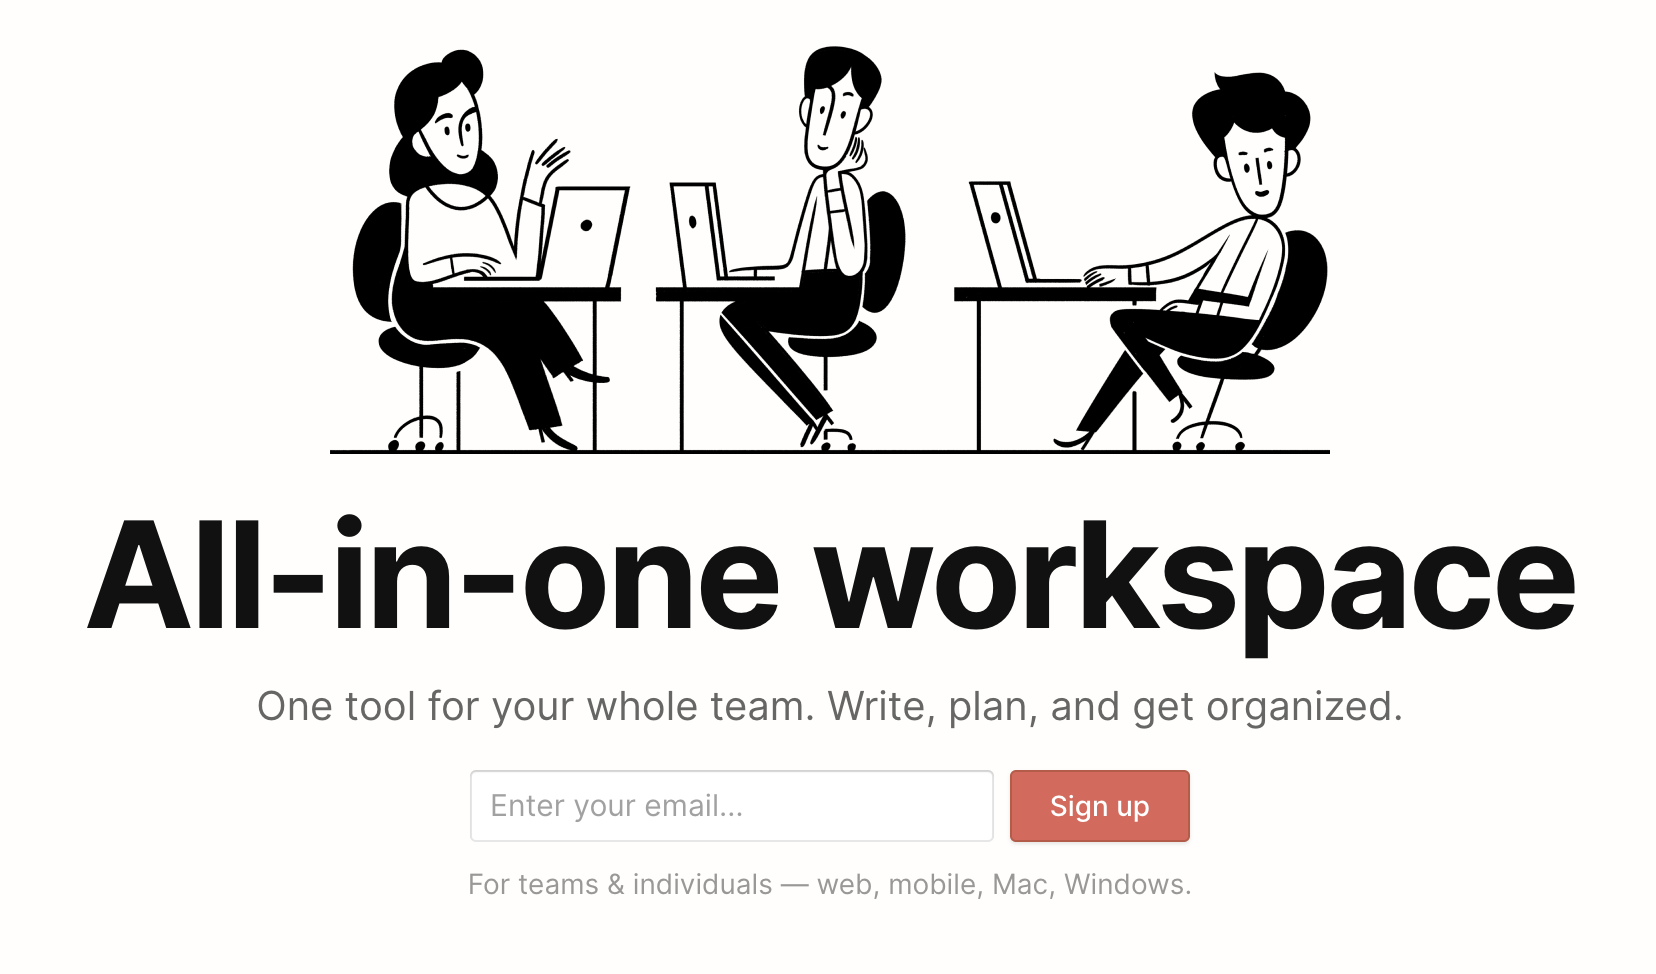 All-in-one workspace
One tool for your whole team. Write, plan, and get organized.
Enter your email...
Sign up
For teams & individuals — web, mobile, Mac, Windows.